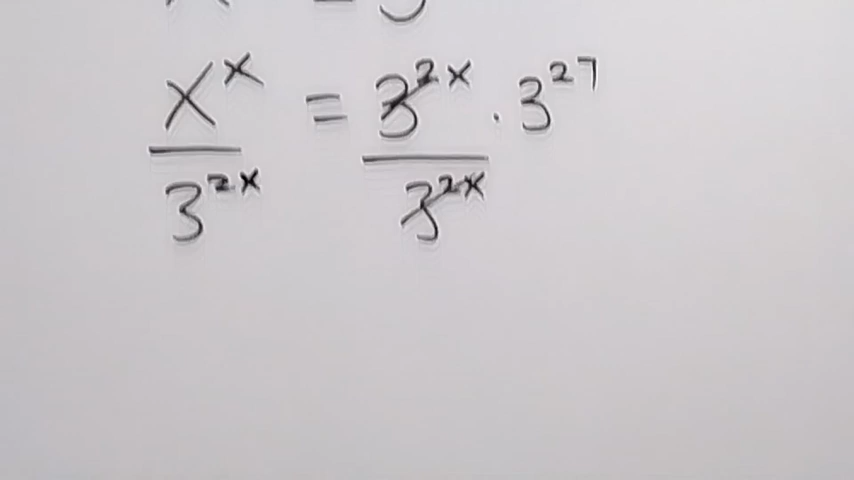 x^x / 3^{2x} = 3^{2x} / 3^{2x} · 3^{27}